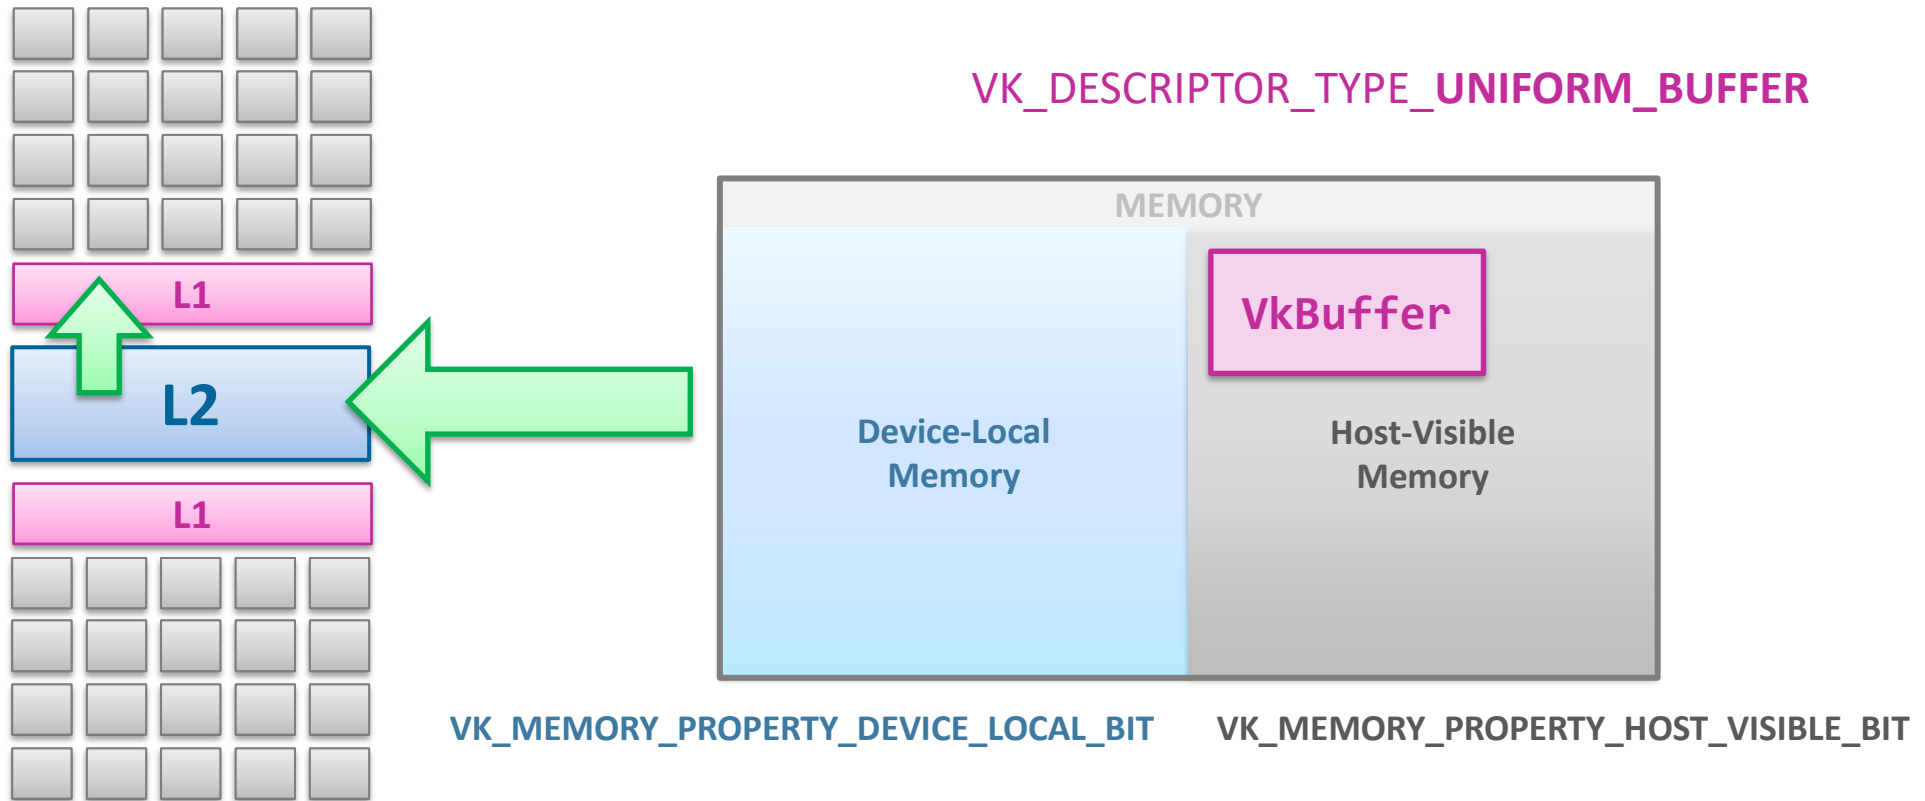 VK_DESCRIPTOR_TYPE_UNIFORM_BUFFER
MEMORY
L1
VkBuffer
L2
Device-Local
Memory
Host-Visible
Memory
L1
VK_MEMORY_PROPERTY_DEVICE_LOCAL_BIT
VK_MEMORY_PROPERTY_HOST_VISIBLE_BIT